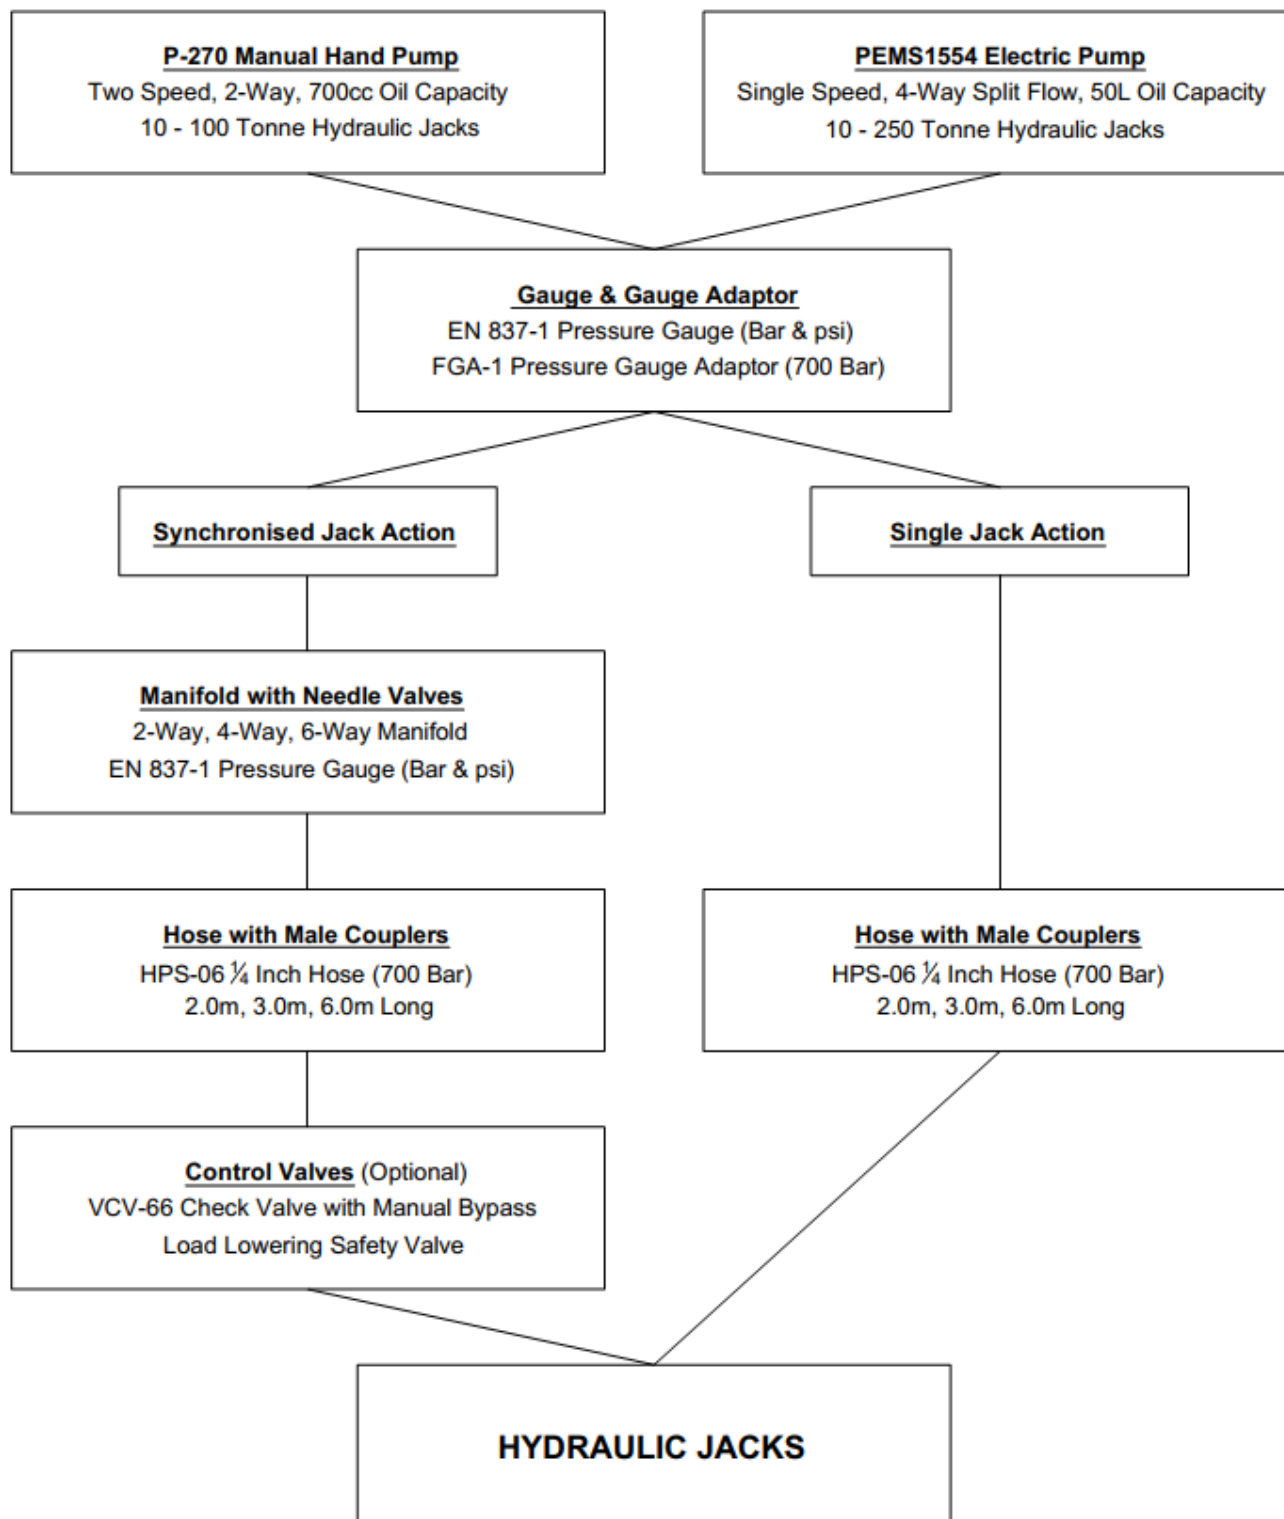 P-270 Manual Hand Pump
Two Speed, 2-Way, 700cc Oil Capacity
10 - 100 Tonne Hydraulic Jacks
PEMS1554 Electric Pump
Single Speed, 4-Way Split Flow, 50L Oil Capacity
10 - 250 Tonne Hydraulic Jacks
Gauge & Gauge Adaptor
EN 837-1 Pressure Gauge (Bar & psi)
FGA-1 Pressure Gauge Adaptor (700 Bar)
Synchronised Jack Action
Single Jack Action
Manifold with Needle Valves
2-Way, 4-Way, 6-Way Manifold
EN 837-1 Pressure Gauge (Bar & psi)
Hose with Male Couplers
HPS-06 ¼ Inch Hose (700 Bar)
2.0m, 3.0m, 6.0m Long
Hose with Male Couplers
HPS-06 ¼ Inch Hose (700 Bar)
2.0m, 3.0m, 6.0m Long
Control Valves (Optional)
VCV-66 Check Valve with Manual Bypass
Load Lowering Safety Valve
HYDRAULIC JACKS